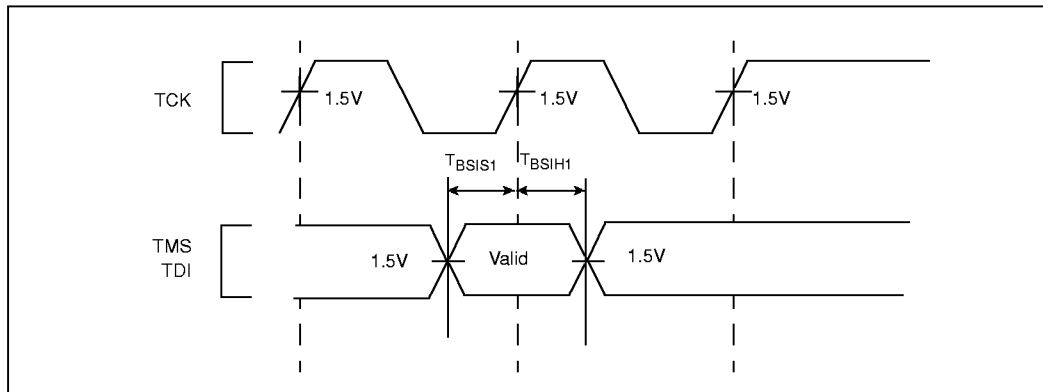 TCK
1.5V
1.5V
1.5V
TBSIS1
TBSIH1
TMS
TDI
1.5V
Valid
1.5V